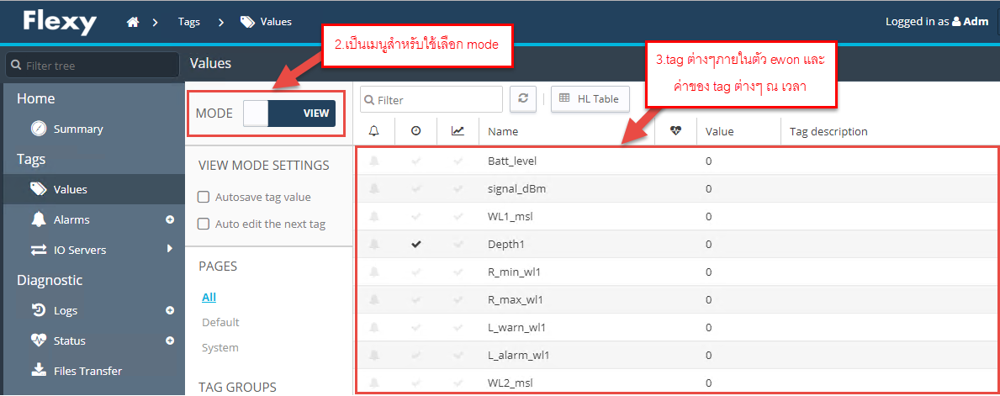 Flexy
Tags
Values
Logged in as Adm
2.เป็นเมนูสำหรับใช้เลือก mode
3.tag ต่างๆภายในตัว ewon และ
ค่าของ tag ต่างๆ ณ เวลา
Filter tree
Values
Home
Summary
Tags
Values
Alarms
IO Servers
Diagnostic
Logs
Status
Files Transfer
MODE VIEW
VIEW MODE SETTINGS
Autosave tag value
Auto edit the next tag
PAGES
All
Default
System
TAG GROUPS
Filter
HL Table
Name Value Tag description
Batt_level 0
signal_dBm 0
WL1_msl 0
Depth1 0
R_min_wl1 0
R_max_wl1 0
L_warn_wl1 0
L_alarm_wl1 0
WL2_msl 0